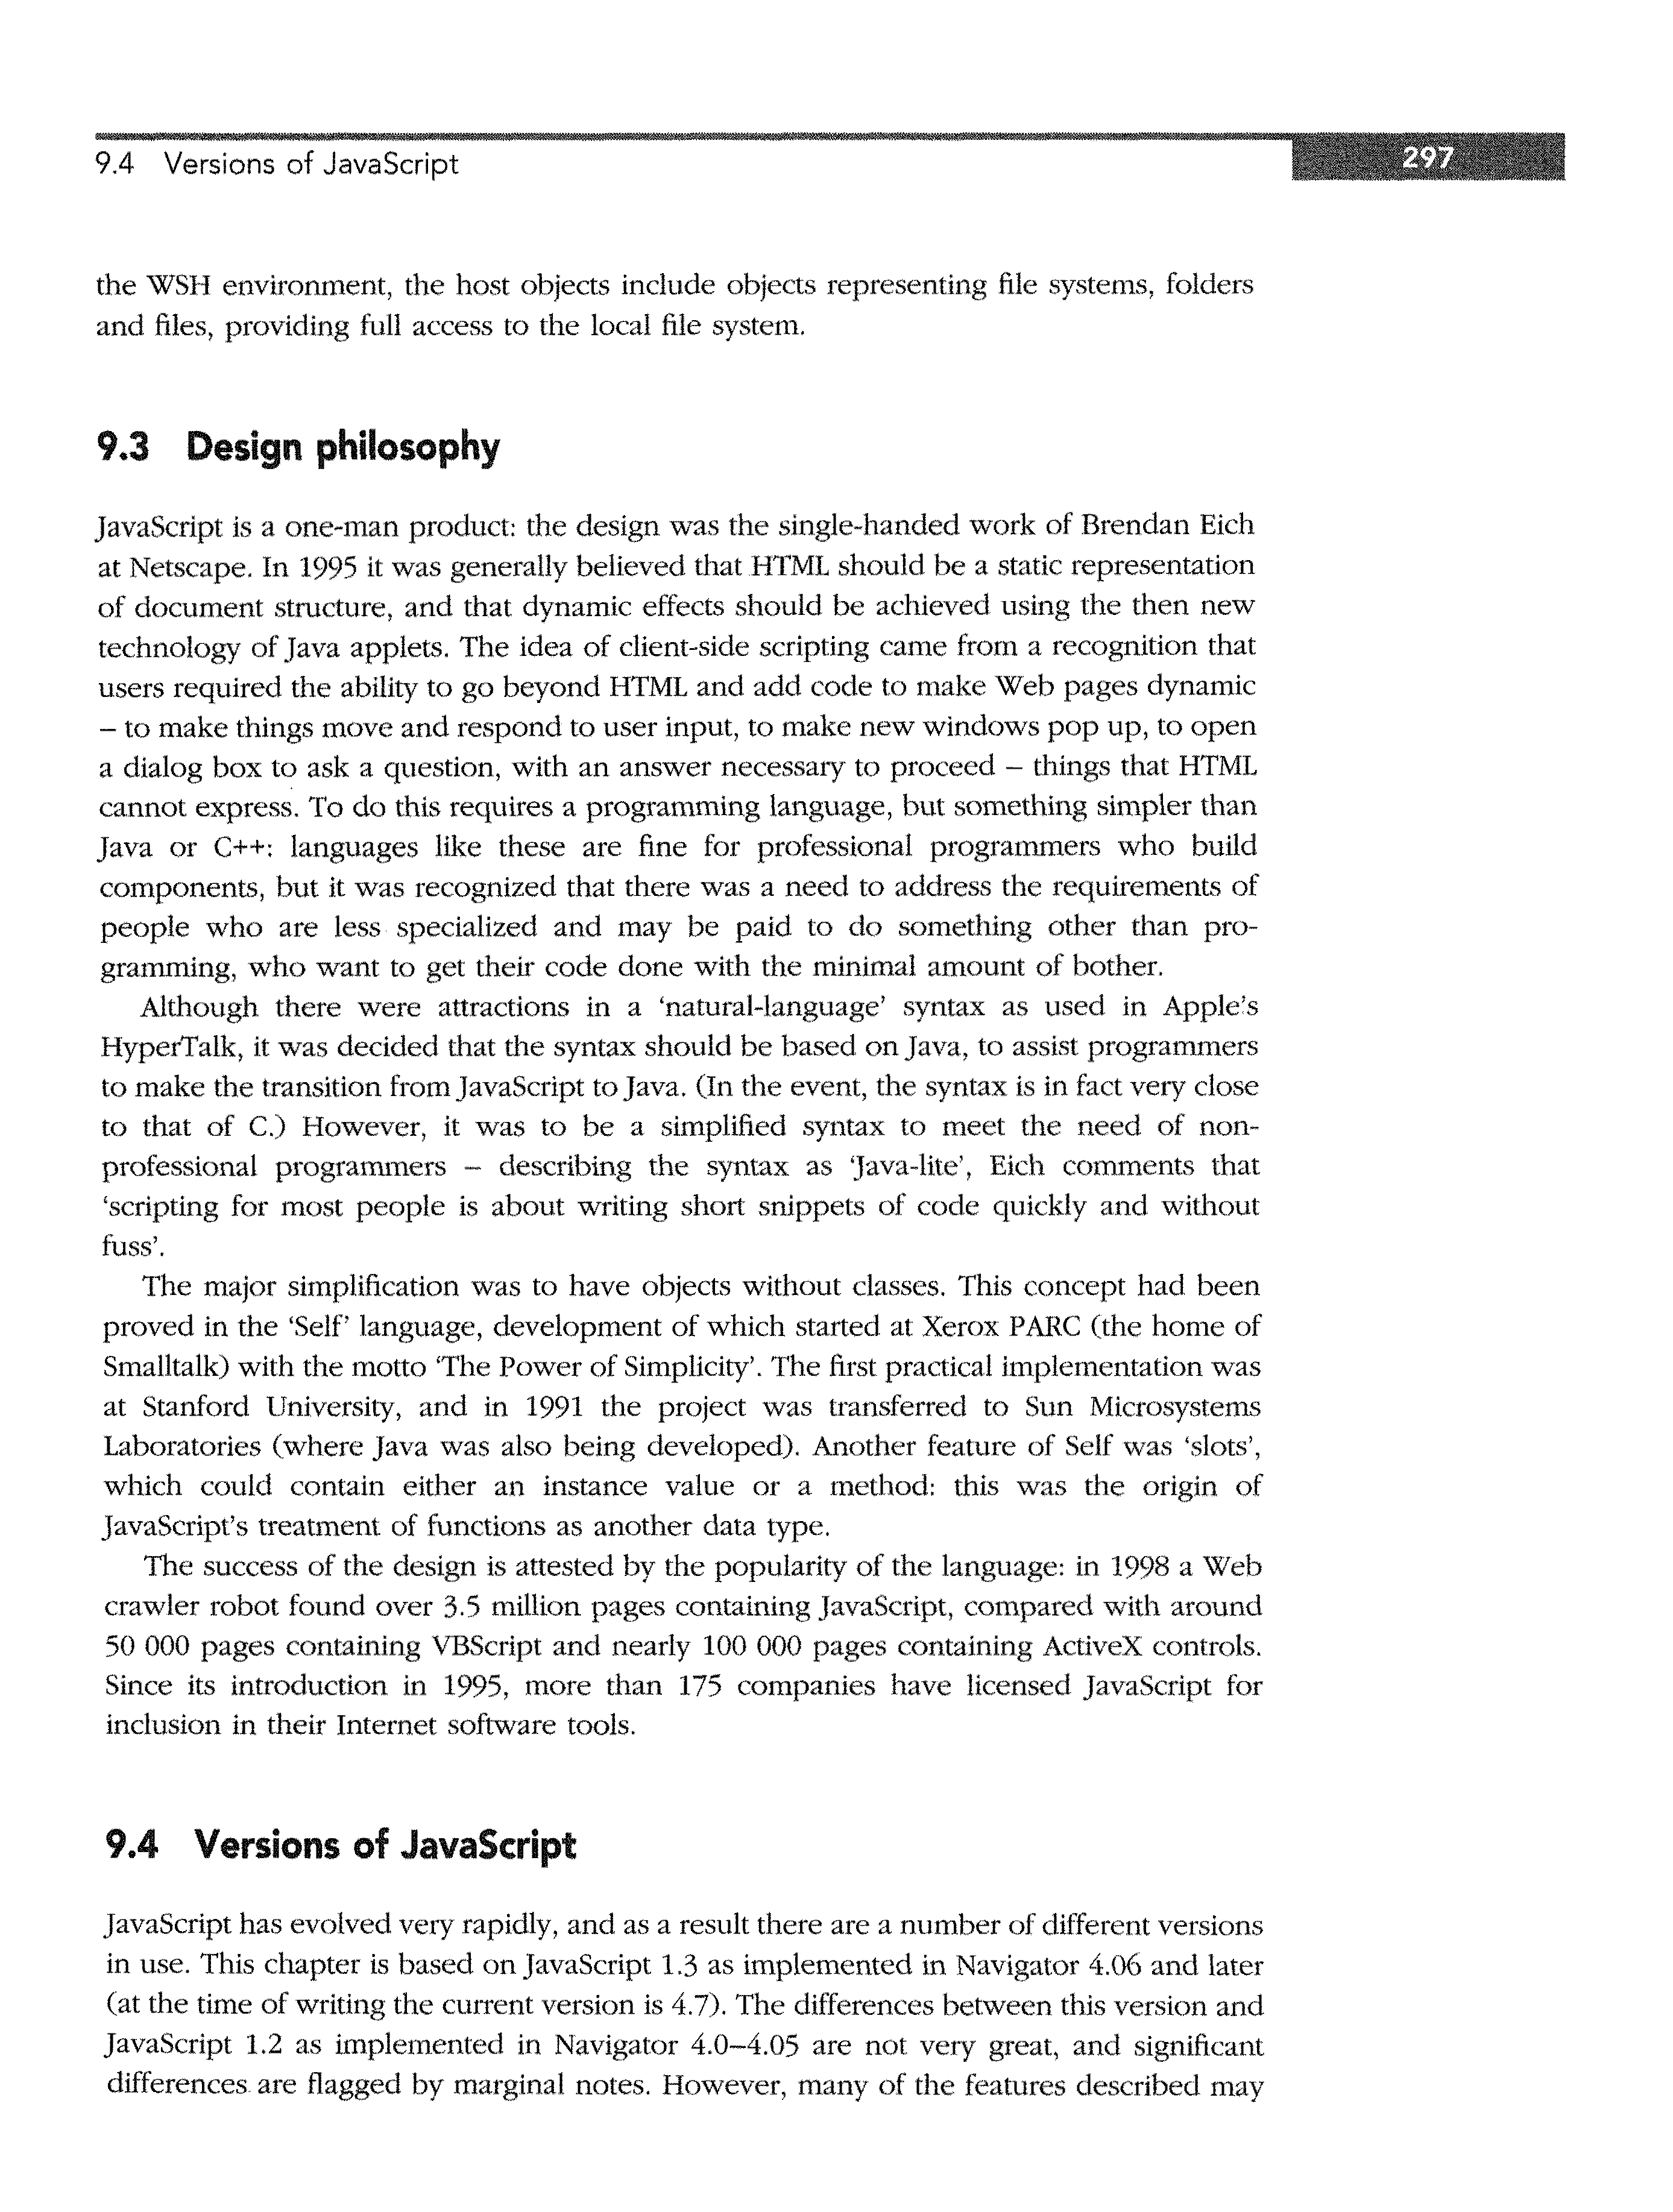 9.4 Versions of JavaScript 297
the WSH environment, the host objects include objects representing file systems, folders
and files, providing full access to the local file system.
9.3 Design philosophy
JavaScript is a one-man product: the design was the single-handed work of Brendan Eich
at Netscape. In 1995 it was generally believed that HTML should be a static representation
of document structure, and that dynamic effects should be achieved using the then new
technology of Java applets. The idea of client-side scripting came from a recognition that
users required the ability to go beyond HTML and add code to make Web pages dynamic
– to make things move and respond to user input, to make new windows pop up, to open
a dialog box to ask a question, with an answer necessary to proceed – things that HTML
cannot express. To do this requires a programming language, but something simpler than
Java or C++: languages like these are fine for professional programmers who build
components, but it was recognized that there was a need to address the requirements of
people who are less specialized and may be paid to do something other than pro-
gramming, who want to get their code done with the minimal amount of bother.
Although there were attractions in a ‘natural-language’ syntax as used in Apple’s
HyperTalk, it was decided that the syntax should be based on Java, to assist programmers
to make the transition from JavaScript to Java. (In the event, the syntax is in fact very close
to that of C.) However, it was to be a simplified syntax to meet the need of non-
professional programmers – describing the syntax as ‘Java-lite’, Eich comments that
‘scripting for most people is about writing short snippets of code quickly and without
fuss’.
The major simplification was to have objects without classes. This concept had been
proved in the ‘Self’ language, development of which started at Xerox PARC (the home of
Smalltalk) with the motto ‘The Power of Simplicity’. The first practical implementation was
at Stanford University, and in 1991 the project was transferred to Sun Microsystems
Laboratories (where Java was also being developed). Another feature of Self was ‘slots’,
which could contain either an instance value or a method: this was the origin of
JavaScript’s treatment of functions as another data type.
The success of the design is attested by the popularity of the language: in 1998 a Web
crawler robot found over 3.5 million pages containing JavaScript, compared with around
50 000 pages containing VBScript and nearly 100 000 pages containing ActiveX controls.
Since its introduction in 1995, more than 175 companies have licensed JavaScript for
inclusion in their Internet software tools.
9.4 Versions of JavaScript
JavaScript has evolved very rapidly, and as a result there are a number of different versions
in use. This chapter is based on JavaScript 1.3 as implemented in Navigator 4.06 and later
(at the time of writing the current version is 4.7). The differences between this version and
JavaScript 1.2 as implemented in Navigator 4.0–4.05 are not very great, and significant
differences are flagged by marginal notes. However, many of the features described may